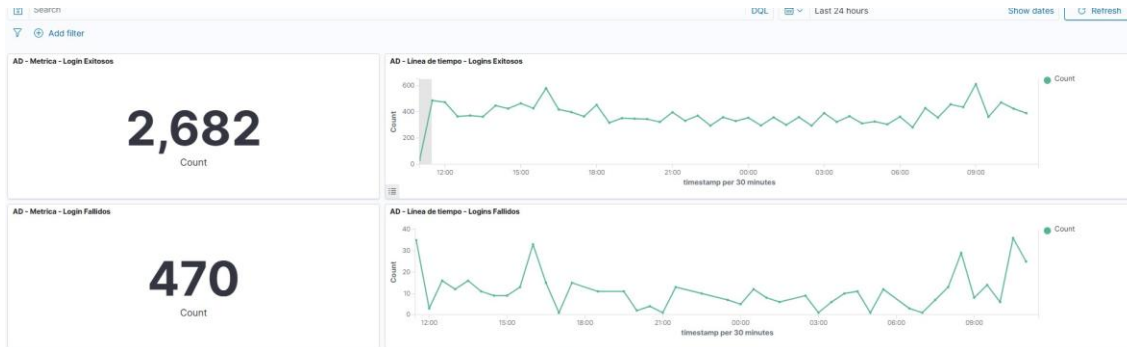 Search
DQL
Last 24 hours
Show dates
Refresh
Add filter
AD - Metrica - Login Exitosos
2,682
Count
AD - Línea de tiempo - Logins Exitosos
600
400
200
0
Count
12:00 15:00 18:00 21:00 00:00 03:00 06:00 09:00
timestamp per 30 minutes
Count
AD - Metrica - Login Fallidos
470
Count
AD - Línea de tiempo - Logins Fallidos
40
30
20
10
0
Count
12:00 15:00 18:00 21:00 00:00 03:00 06:00 09:00
timestamp per 30 minutes
Count